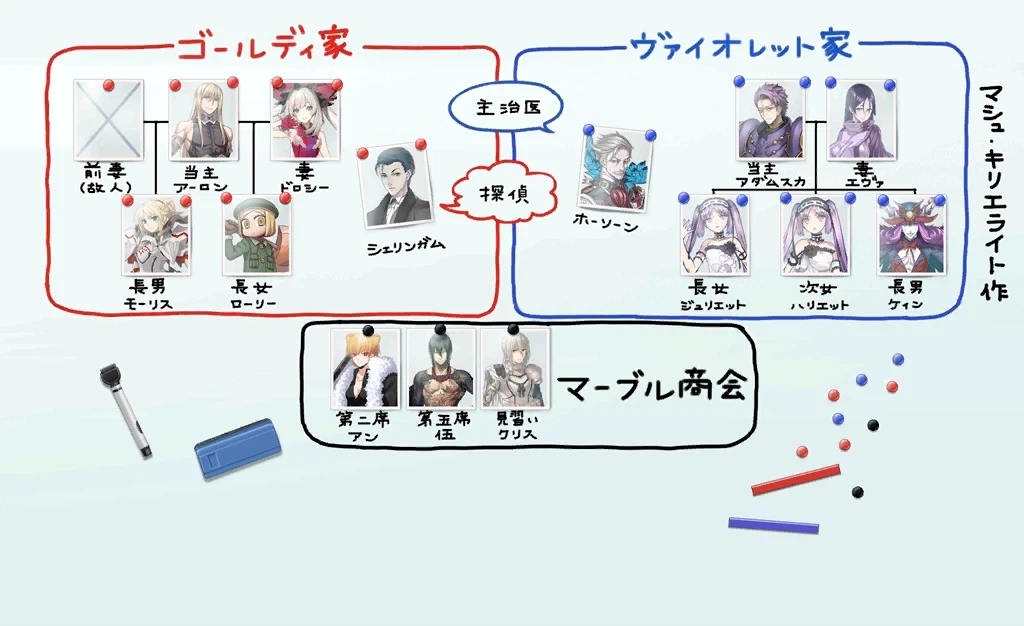 ゴールディ家
前妻
(故人)
当主
アーロン
妻
ドロシー
長男
モーリス
長女
ローリー
シェリンガム
主治医
探偵
ホーソーン
ヴァイオレット家
当主
アダムスカ
妻
エヴァ
長女
ジュリエット
次女
ハリエット
長男
ケイン
マシュ・キリエライト作
第二席
アン
第五席
伍
見習い
クリス
マーブル商会